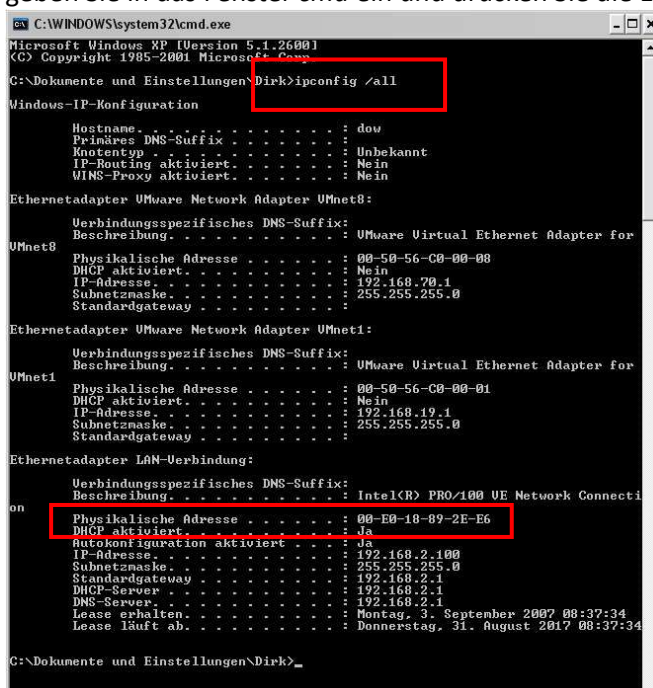 geben Sie in das Fenster cmd ein und drücken Sie die E
C:\WINDOWS\system32\cmd.exe
Microsoft Windows XP [Version 5.1.2600]
(C) Copyright 1985-2001 Microsoft Corp.
C:\Dokumente und Einstellungen\Dirk>ipconfig /all
Windows-IP-Konfiguration
Hostname. . . . . . . . . . . . . : dow
Primäres DNS-Suffix . . . . . . . :
Knotentyp . . . . . . . . . . . . : Unbekannt
IP-Routing aktiviert. . . . . . . : Nein
WINS-Proxy aktiviert. . . . . . . : Nein
Ethernetadapter VMware Network Adapter VMnet8:
Verbindungsspezifisches DNS-Suffix:
Beschreibung. . . . . . . . . . . : VMware Virtual Ethernet Adapter for
VMnet8
Physikalische Adresse . . . . . . : 00-50-56-C0-00-08
DHCP aktiviert. . . . . . . . . . : Nein
IP-Adresse. . . . . . . . . . . . : 192.168.70.1
Subnetzmaske. . . . . . . . . . . : 255.255.255.0
Standardgateway . . . . . . . . . :
Ethernetadapter VMware Network Adapter VMnet1:
Verbindungsspezifisches DNS-Suffix:
Beschreibung. . . . . . . . . . . : VMware Virtual Ethernet Adapter for
VMnet1
Physikalische Adresse . . . . . . : 00-50-56-C0-00-01
DHCP aktiviert. . . . . . . . . . : Nein
IP-Adresse. . . . . . . . . . . . : 192.168.19.1
Subnetzmaske. . . . . . . . . . . : 255.255.255.0
Standardgateway . . . . . . . . . :
Ethernetadapter LAN-Verbindung:
Verbindungsspezifisches DNS-Suffix:
Beschreibung. . . . . . . . . . . : Intel(R) PRO/100 VE Network Connecti
on
Physikalische Adresse . . . . . . : 00-E0-18-89-2E-E6
DHCP aktiviert. . . . . . . . . . : Ja
Autokonfiguration aktiviert . . . : Ja
IP-Adresse. . . . . . . . . . . . : 192.168.2.100
Subnetzmaske. . . . . . . . . . . : 255.255.255.0
Standardgateway . . . . . . . . . : 192.168.2.1
DHCP-Server . . . . . . . . . . . : 192.168.2.1
DNS-Server. . . . . . . . . . . . : 192.168.2.1
Lease erhalten. . . . . . . . . . : Montag, 3. September 2007 08:37:34
Lease läuft ab. . . . . . . . . . : Donnerstag, 31. August 2017 08:37:34
C:\Dokumente und Einstellungen\Dirk>_